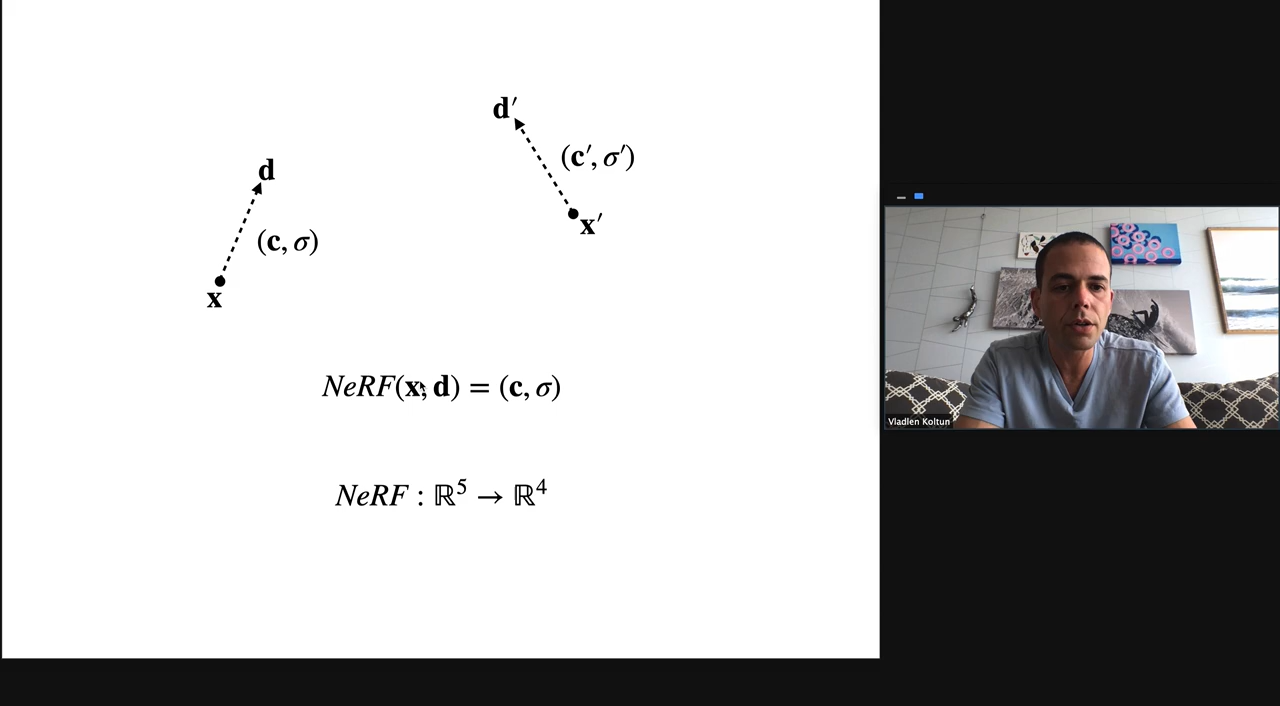 d′
(c′, σ′)
d
x′
(c, σ)
x
NeRF(x, d) = (c, σ)
NeRF : ℝ⁵ → ℝ⁴
Vladlen Koltun